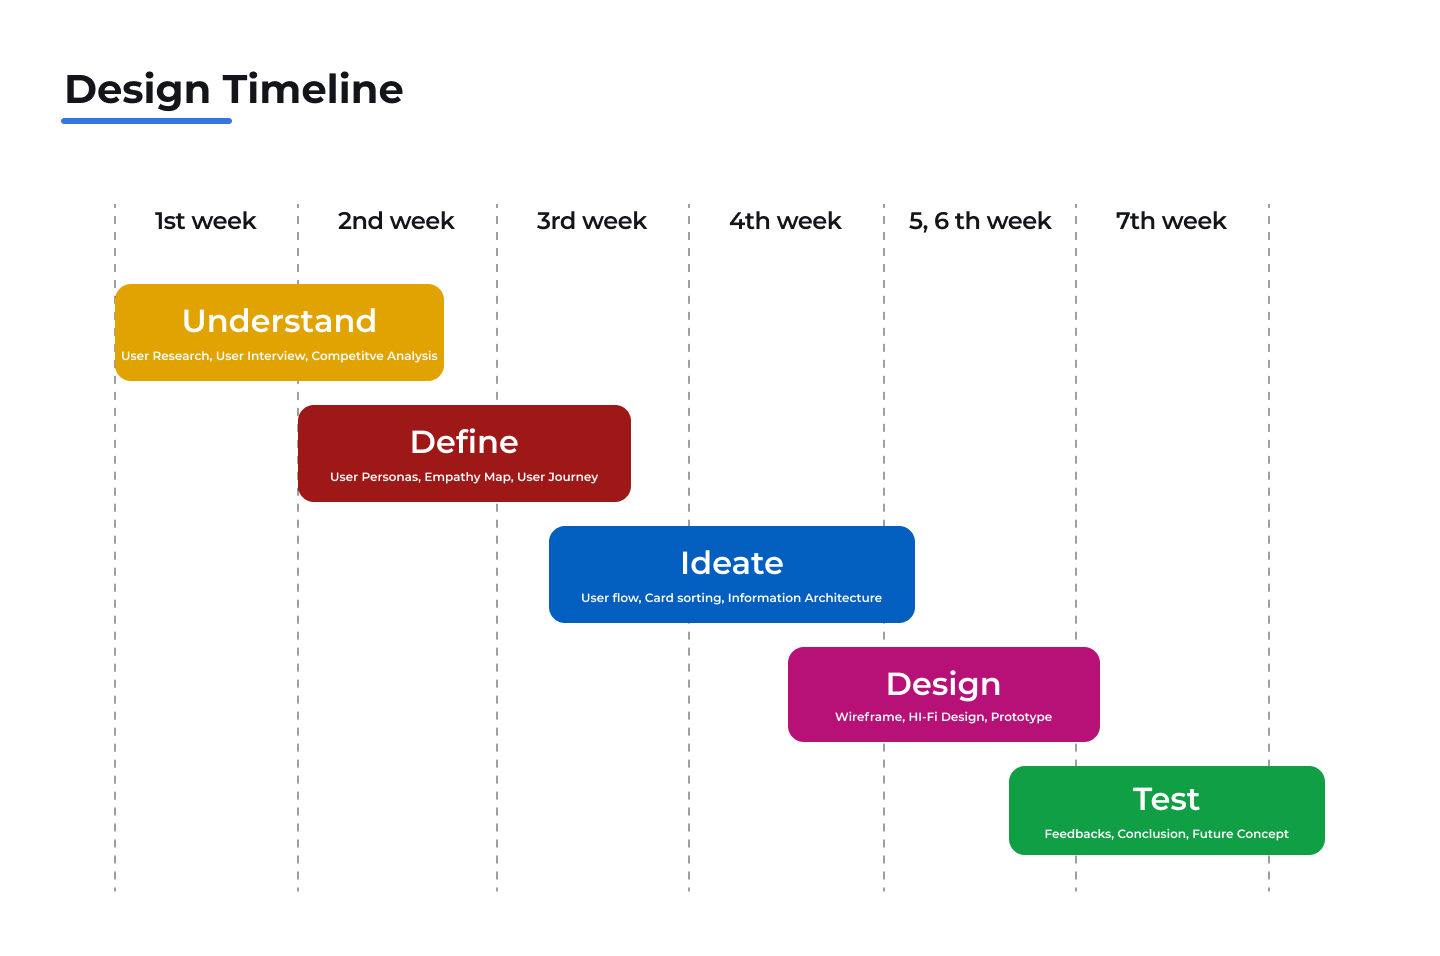 Design Timeline
1st week
2nd week
3rd week
4th week
5, 6 th week
7th week
Understand
User Research, User Interview, Competitve Analysis
Define
User Personas, Empathy Map, User Journey
Ideate
User flow, Card sorting, Information Architecture
Design
Wireframe, HI-Fi Design, Prototype
Test
Feedbacks, Conclusion, Future Concept